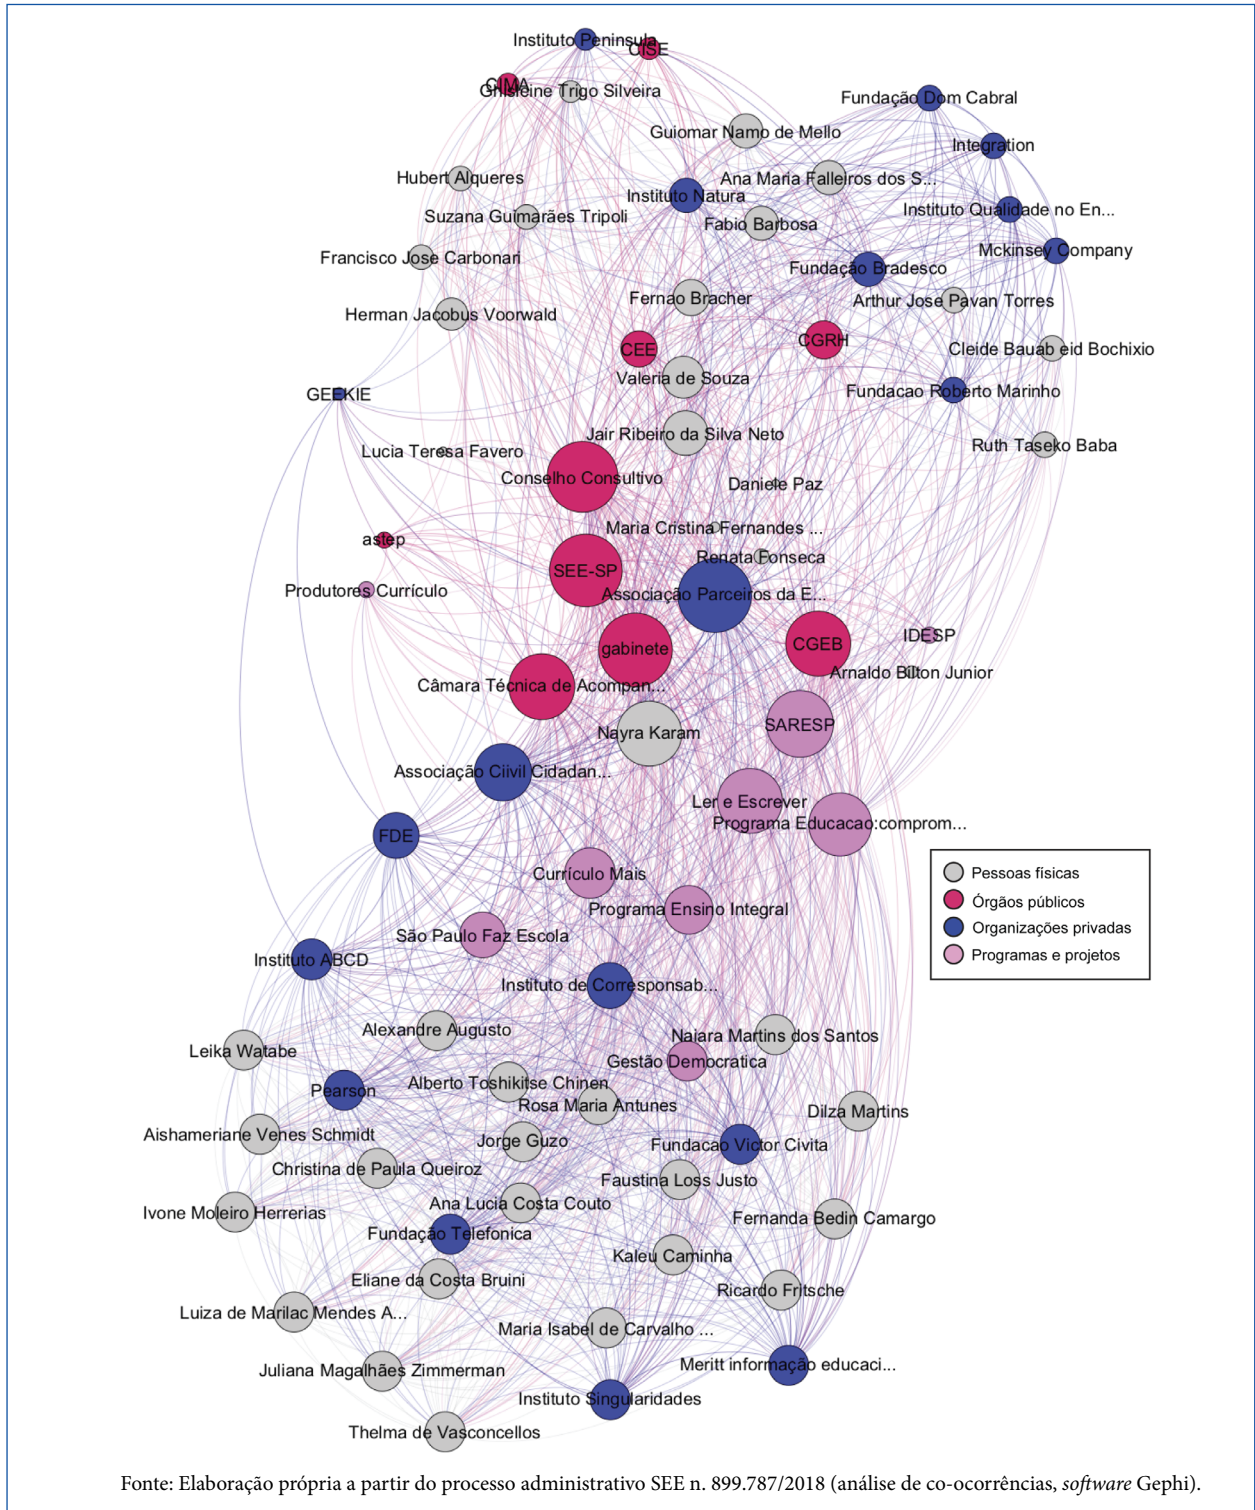 Instituto Peninsula
CISE
CIMA
Ghisleine Trigo Silveira
Fundação Dom Cabral
Guiomar Namo de Mello
Integration
Hubert Alqueres
Ana Maria Falleiros dos S...
Instituto Natura
Instituto Qualidade no En...
Suzana Guimarães Tripoli
Fabio Barbosa
Mckinsey Company
Francisco Jose Carbonari
Fundação Bradesco
Fernao Bracher
Arthur Jose Pavan Torres
Herman Jacobus Voorwald
CGRH
CEE
Cleide Bauab eid Bochixio
Valeria de Souza
Fundacao Roberto Marinho
GEEKIE
Jair Ribeiro da Silva Neto
Ruth Taseko Baba
Lucia Teresa Favero
Conselho Consultivo
Daniele Paz
Maria Cristina Fernandes ...
astep
Renata Fonseca
SEE-SP
Produtores Currículo
Associação Parceiros da E...
IDESP
gabinete
CGEB
Arnaldo Bilton Junior
Câmara Técnica de Acompan...
SARESP
Nayra Karam
Associação Ciivil Cidadan...
Ler e Escrever
Programa Educacao:comprom...
FDE
Currículo Mais
Pessoas físicas
Órgãos públicos
Organizações privadas
Programas e projetos
Programa Ensino Integral
São Paulo Faz Escola
Instituto ABCD
Instituto de Corresponsab...
Alexandre Augusto
Najara Martins dos Santos
Leika Watabe
Gestão Democratica
Pearson
Alberto Toshikitse Chinen
Rosa Maria Antunes
Dilza Martins
Aishameriane Venes Schmidt
Jorge Guzo
Fundacao Victor Civita
Christina de Paula Queiroz
Faustina Loss Justo
Ana Lucia Costa Couto
Ivone Moleiro Herrerias
Fernanda Bedin Camargo
Fundação Telefonica
Kaleu Caminha
Eliane da Costa Bruini
Ricardo Fritsche
Luiza de Marilac Mendes A...
Maria Isabel de Carvalho ...
Meritt informação educaci...
Juliana Magalhães Zimmerman
Instituto Singularidades
Thelma de Vasconcellos
Fonte: Elaboração própria a partir do processo administrativo SEE n. 899.787/2018 (análise de co-ocorrências, software Gephi).